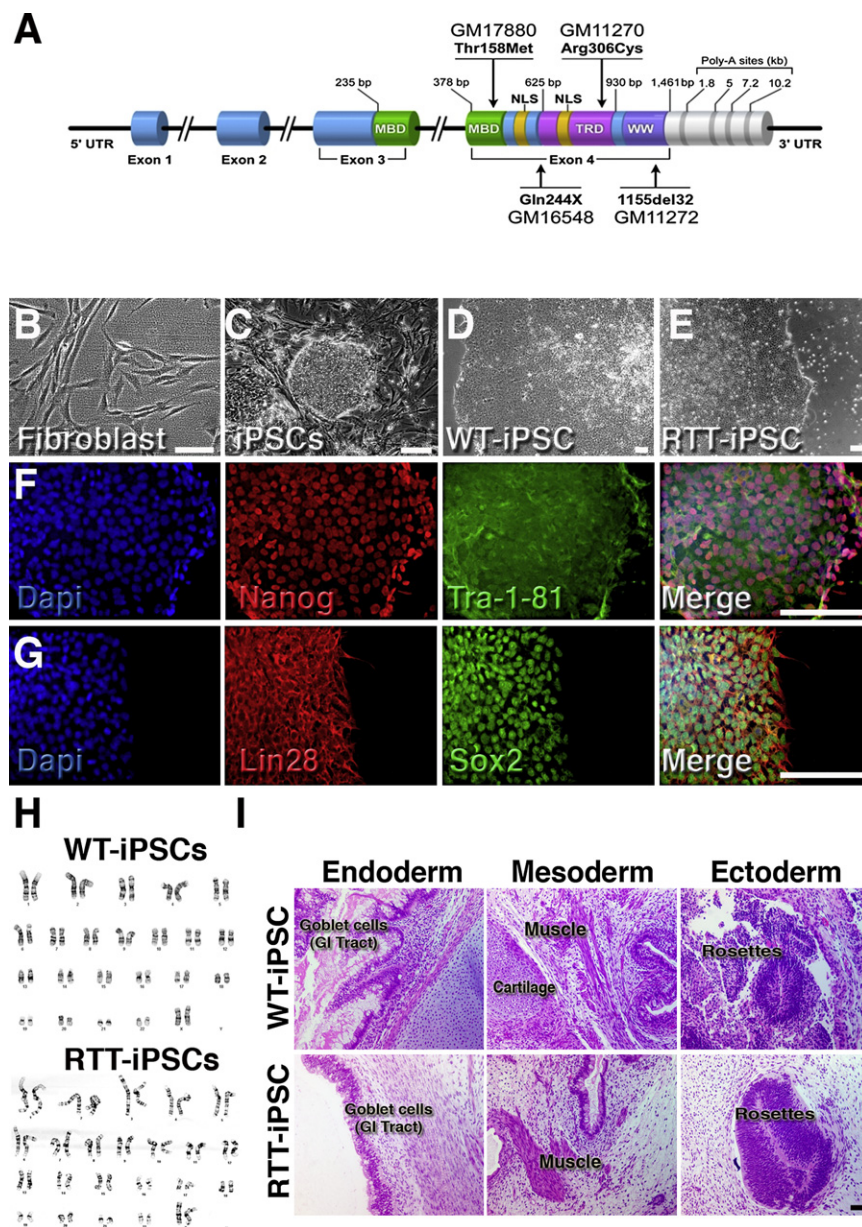 A
GM17880 GM11270
Thr158Met Arg306Cys
Poly-A sites (kb)
235 bp 378 bp 625 bp 930 bp 1,461bp 1.8 5 7.2 10.2
NLS NLS
MBD MBD TRD WW
5' UTR 3' UTR
Exon 1 Exon 2 Exon 3 Exon 4
Gln244X 1155del32
GM16548 GM11272
B C D E
Fibroblast iPSCs WT-iPSC RTT-iPSC
F
Dapi Nanog Tra-1-81 Merge
G
Dapi Lin28 Sox2 Merge
H I
WT-iPSCs
Endoderm Mesoderm Ectoderm
WT-iPSC
Goblet cells
(GI Tract)
Muscle
Cartilage
Rosettes
RTT-iPSCs
RTT-iPSC
Goblet cells
(GI Tract)
Muscle
Rosettes